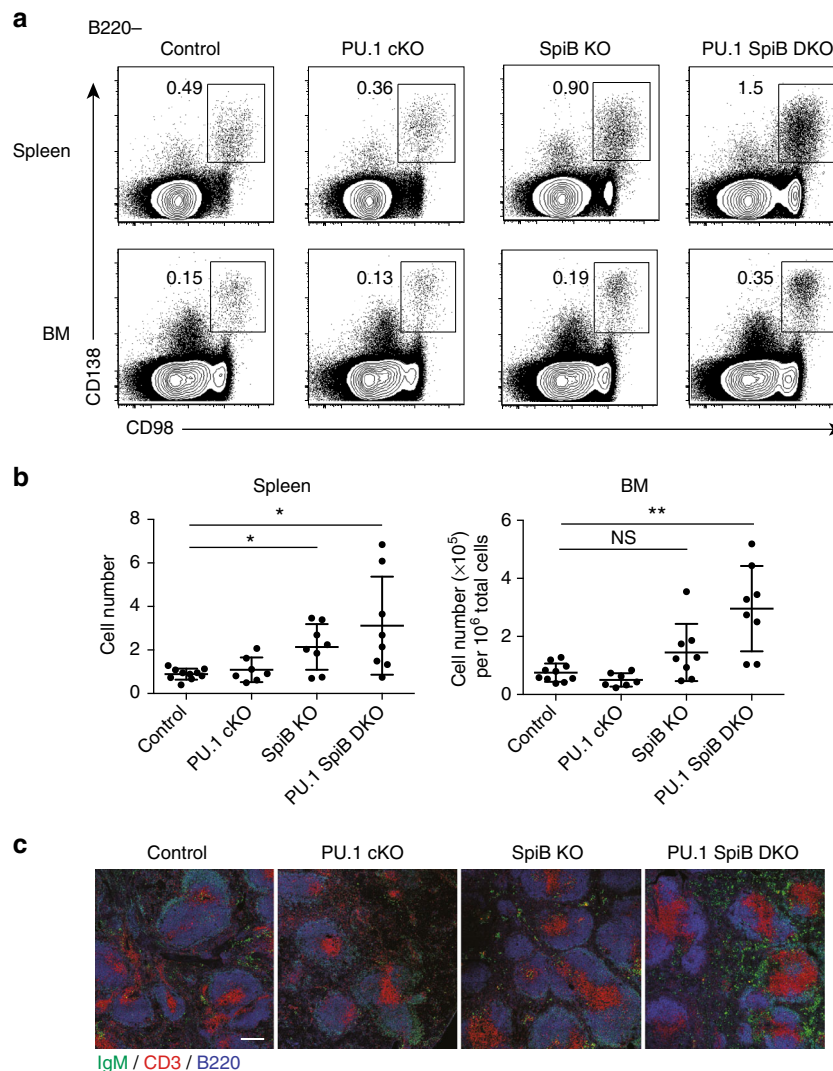 a
B220–
Control
PU.1 cKO
SpiB KO
PU.1 SpiB DKO
Spleen
0.49
0.36
0.90
1.5
BM
0.15
0.13
0.19
0.35
CD138
CD98
b
Spleen
Cell number
8
6
4
2
0
*
*
Control
PU.1 cKO
SpiB KO
PU.1 SpiB DKO
BM
Cell number (×10⁵)
per 10⁶ total cells
6
4
2
0
**
NS
Control
PU.1 cKO
SpiB KO
PU.1 SpiB DKO
c
Control
PU.1 cKO
SpiB KO
PU.1 SpiB DKO
IgM / CD3 / B220